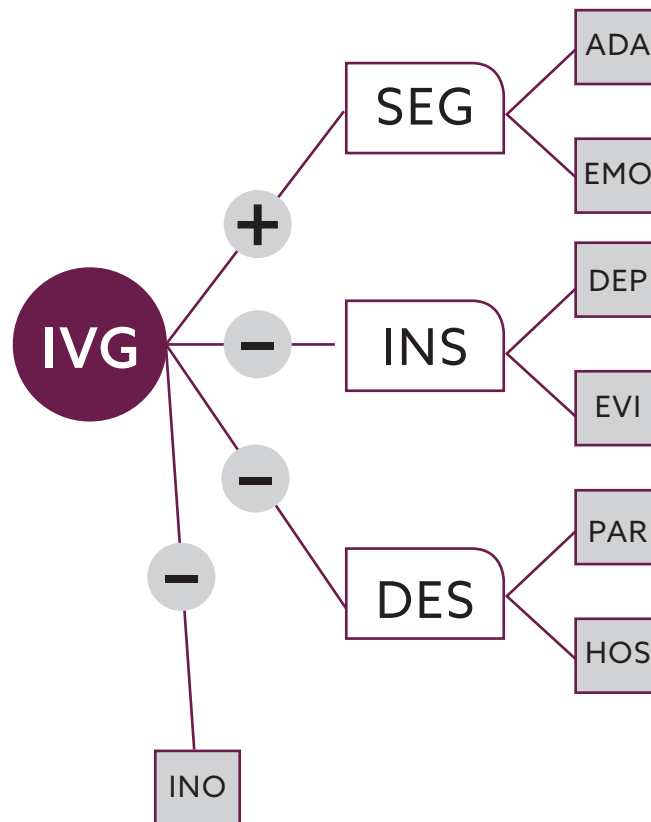 ADA
SEG
EMO
+
DEP
IVG
−
INS
EVI
−
PAR
−
DES
HOS
INO